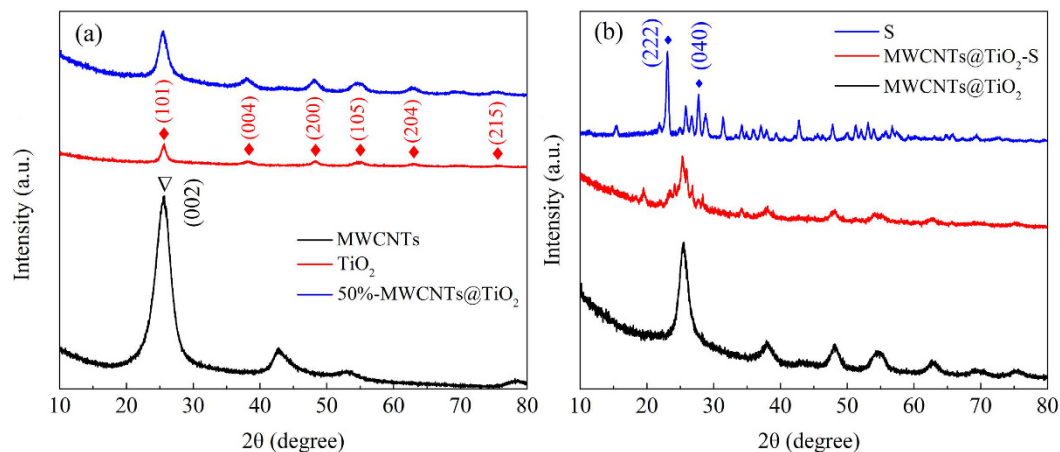 (a)
(101)
(004)
(200)
(105)
(204)
(215)
(002)
MWCNTs
TiO₂
50%-MWCNTs@TiO₂
Intensity (a.u.)
10 20 30 40 50 60 70 80
2θ (degree)
(b)
(222)
(040)
S
MWCNTs@TiO₂-S
MWCNTs@TiO₂
Intensity (a.u.)
10 20 30 40 50 60 70 80
2θ (degree)